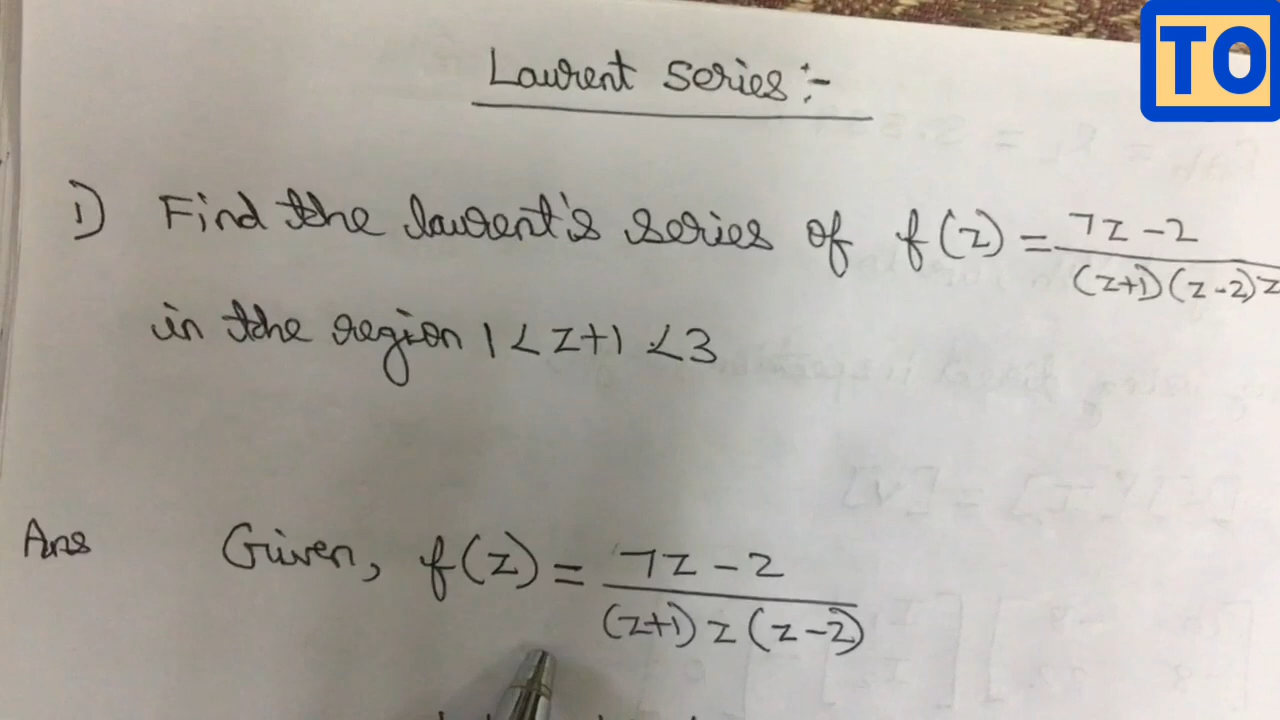 TO
Laurent series:-
1) Find the laurent's series of f(z) = 7z-2 / (z+1)(z-2)z
in the region 1 < z+1 < 3
Ans Given, f(z) = 7z-2 / (z+1) z (z-2)